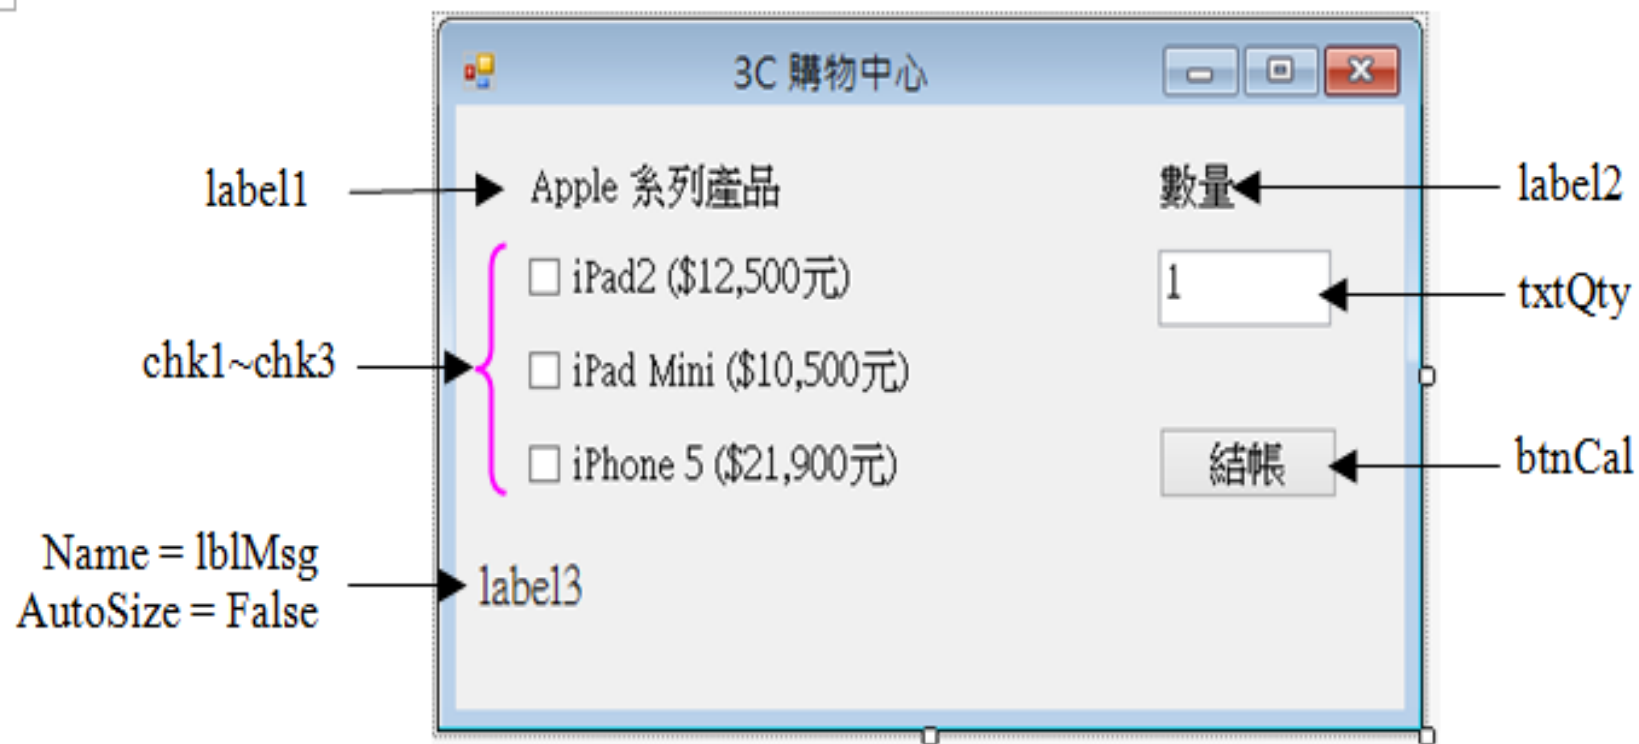 3C 購物中心
label1
Apple 系列產品
數量
label2
iPad2 ($12,500元)
1
txtQty
chk1~chk3
iPad Mini ($10,500元)
iPhone 5 ($21,900元)
結帳
btnCal
Name = lblMsg
AutoSize = False
label3